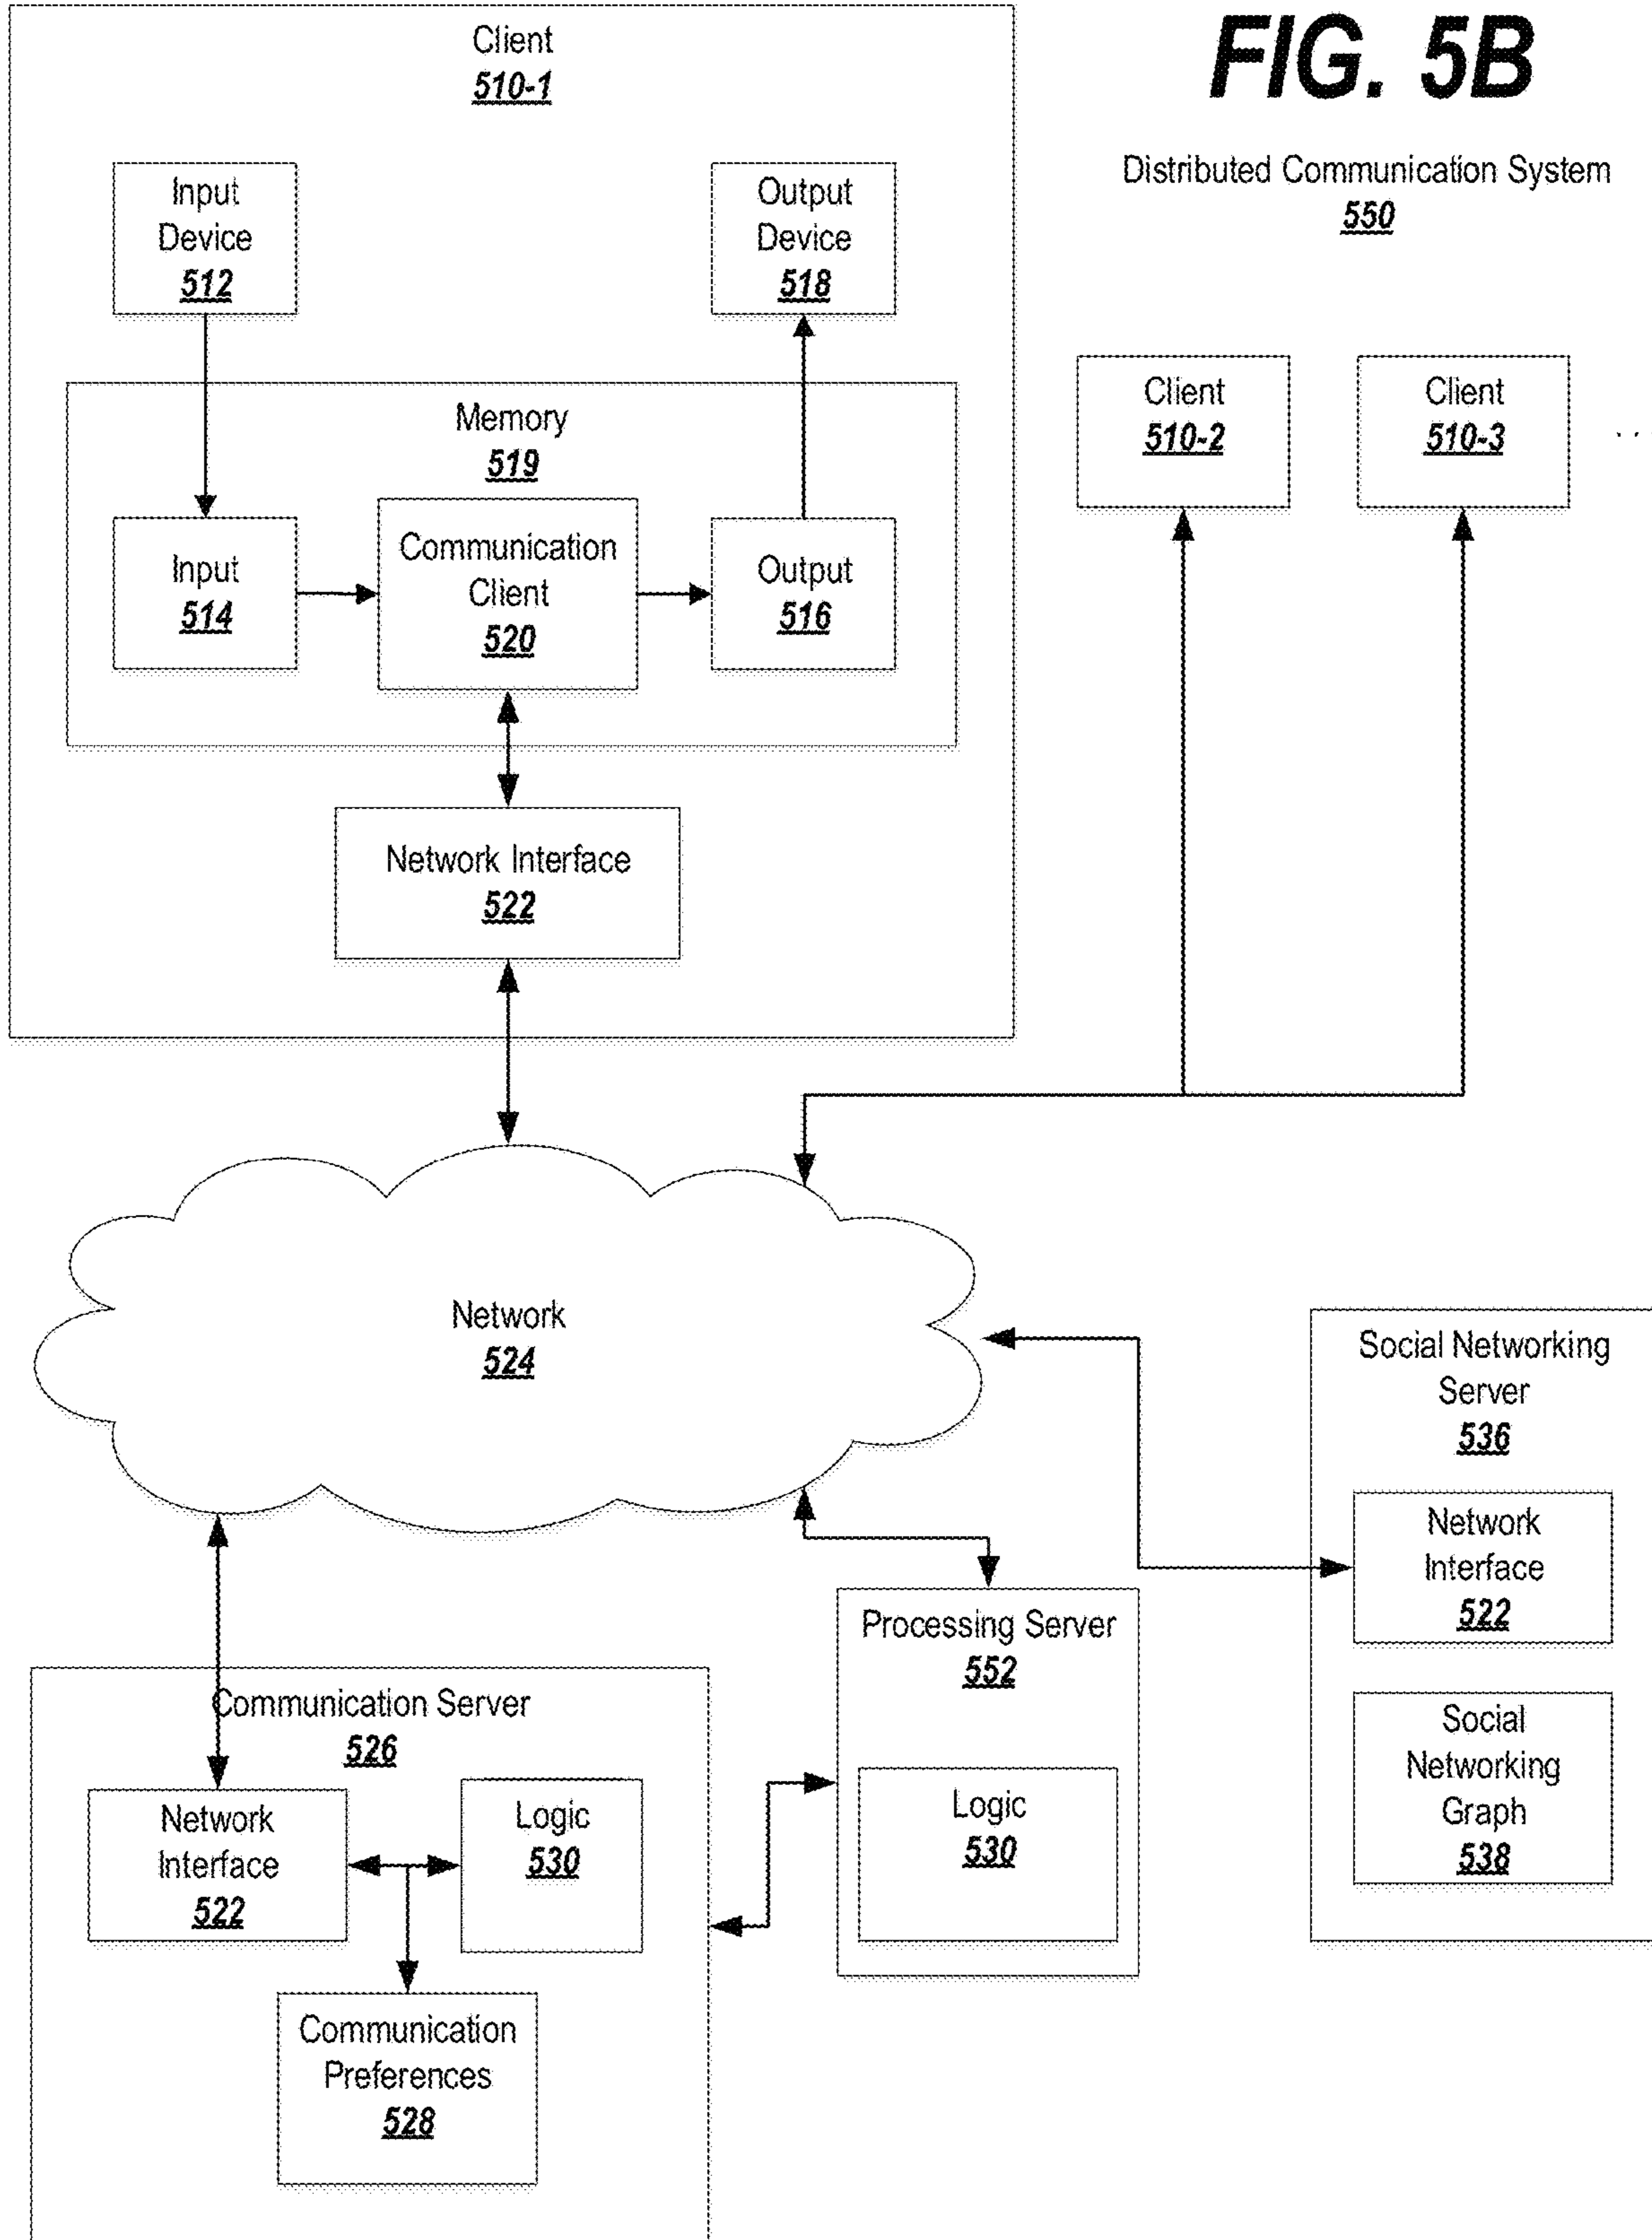 FIG. 5B
Distributed Communication System
550
Client
510-1
Input
Device
512
Output
Device
518
Memory
519
Input
514
Communication
Client
520
Output
516
Network Interface
522
Client
510-2
Client
510-3
. . .
Network
524
Social Networking
Server
536
Network
Interface
522
Social
Networking
Graph
538
Processing Server
552
Logic
530
Communication Server
526
Network
Interface
522
Logic
530
Communication
Preferences
528